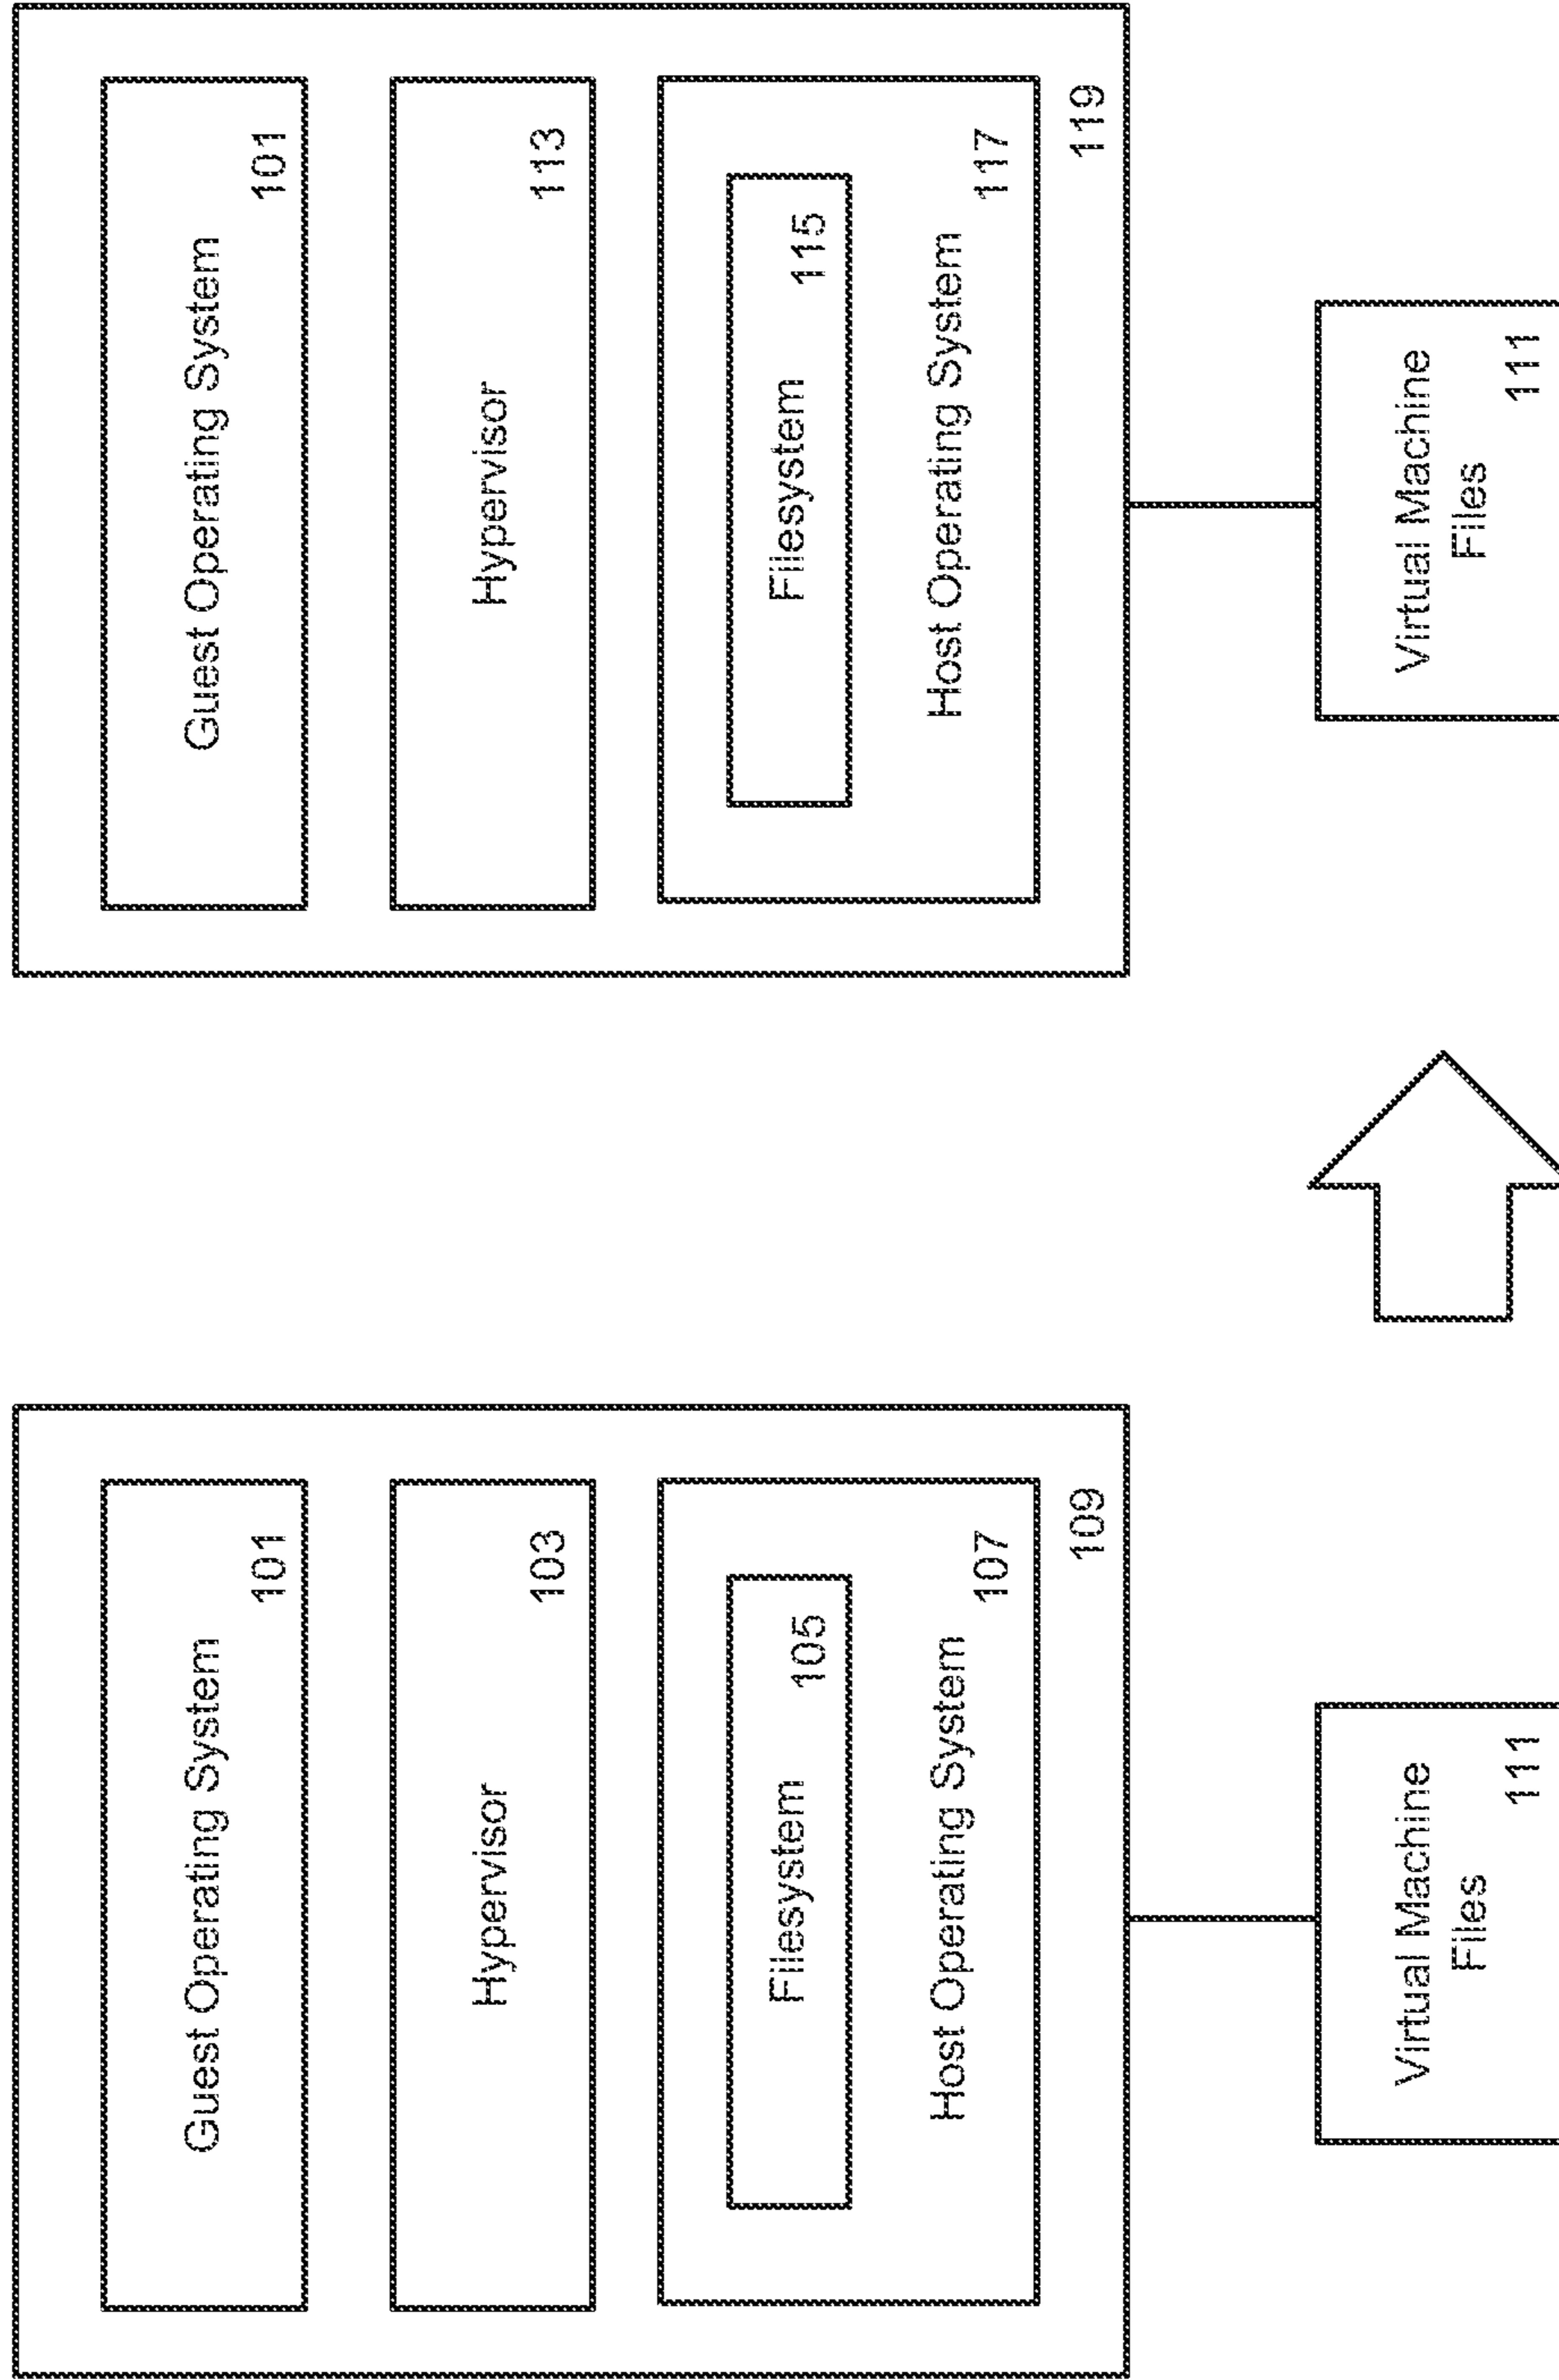 Guest Operating System
101
Hypervisor
103
Filesystem
105
Host Operating System
107
109
Virtual Machine
Files
111
Guest Operating System
101
Hypervisor
113
Filesystem
115
Host Operating System
117
119
Virtual Machine
Files
111